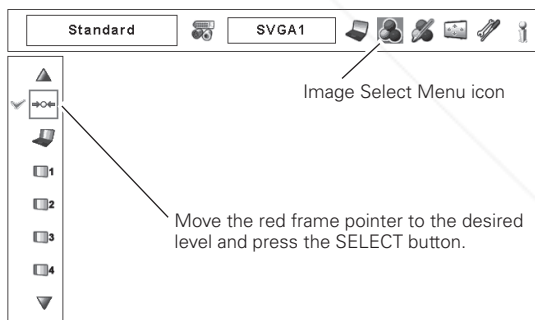 Standard
SVGA1
Image Select Menu icon
1
Move the red frame pointer to the desired
2
level and press the SELECT button.
3
4